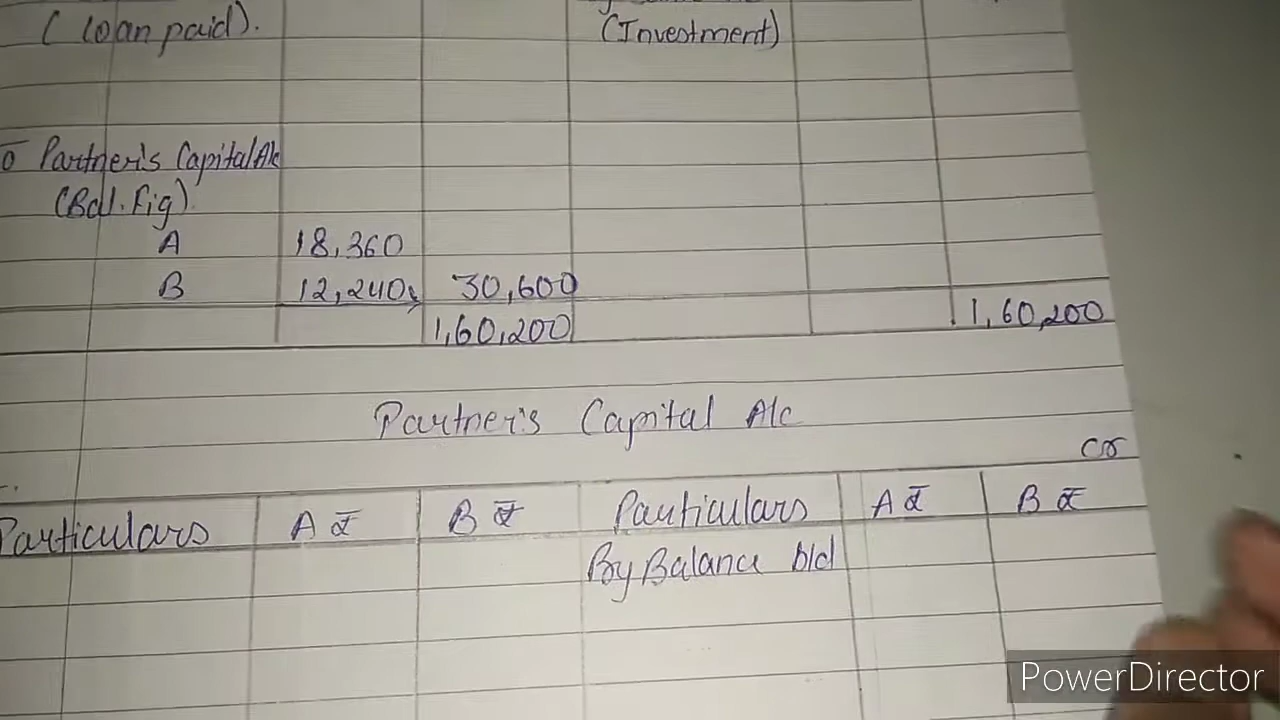 (loan paid).
(Investment)
o Partner's Capital A/c
(Bal. Fig).
A 18,360
B 12,240 30,600
1,60,200 1,60,200
Partner's Capital A/c
Cr
Particulars A ₹ B ₹ Particulars A ₹ B ₹
By Balance b/d
PowerDirector